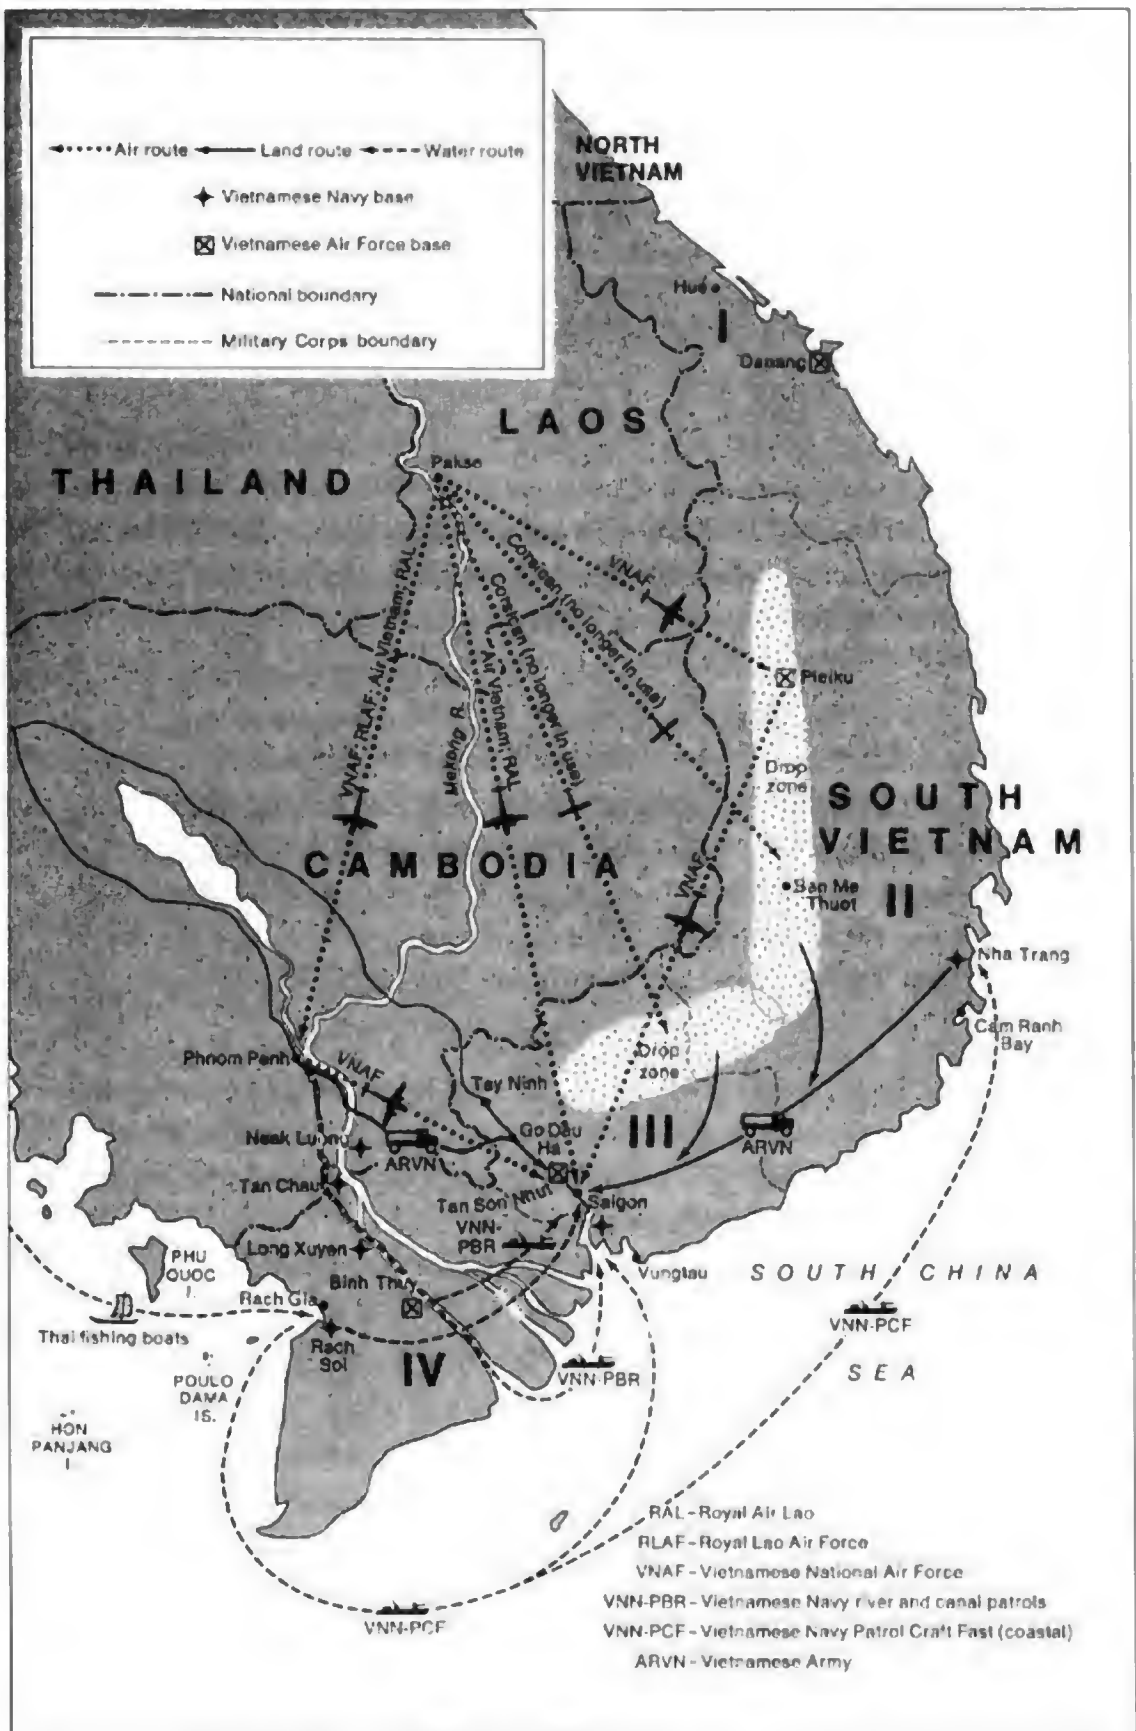 Air route Land route Water route
Vietnamese Navy base
Vietnamese Air Force base
National boundary
Military Corps boundary
NORTH
VIETNAM
Hué
I
Danang
LAOS
THAILAND
Pakse
VNAF; RLAF; Air Vietnam; RAL
Mekong R.
Air Vietnam; RAL
Corsican (no longer in use)
Corsican (no longer in use)
VNAF
Pleiku
Drop
zone
SOUTH
VIETNAM
II
CAMBODIA
VNAF
Ban Me
Thuot
Nha Trang
Cam Ranh
Bay
Phnom Penh
VNAF
Tay Ninh
Drop
zone
III
Neak Luong
ARVN
Go Dau
Ha
ARVN
Tan Chau
Tan Son Nhut
Saigon
VNN-
PBR
Long Xuyen
Vungtau
SOUTH CHINA
SEA
PHU
QUOC
I.
Binh Thuy
Rach Gia
Thai fishing boats
Rach
Soi
IV
VNN-PBR
VNN-PCF
POULO
DAMA
IS.
HON
PANJANG
I
VNN-PCF
RAL-Royal Air Lao
RLAF-Royal Lao Air Force
VNAF-Vietnamese National Air Force
VNN-PBR-Vietnamese Navy river and canal patrols
VNN-PCF-Vietnamese Navy Patrol Craft Fast (coastal)
ARVN-Vietnamese Army